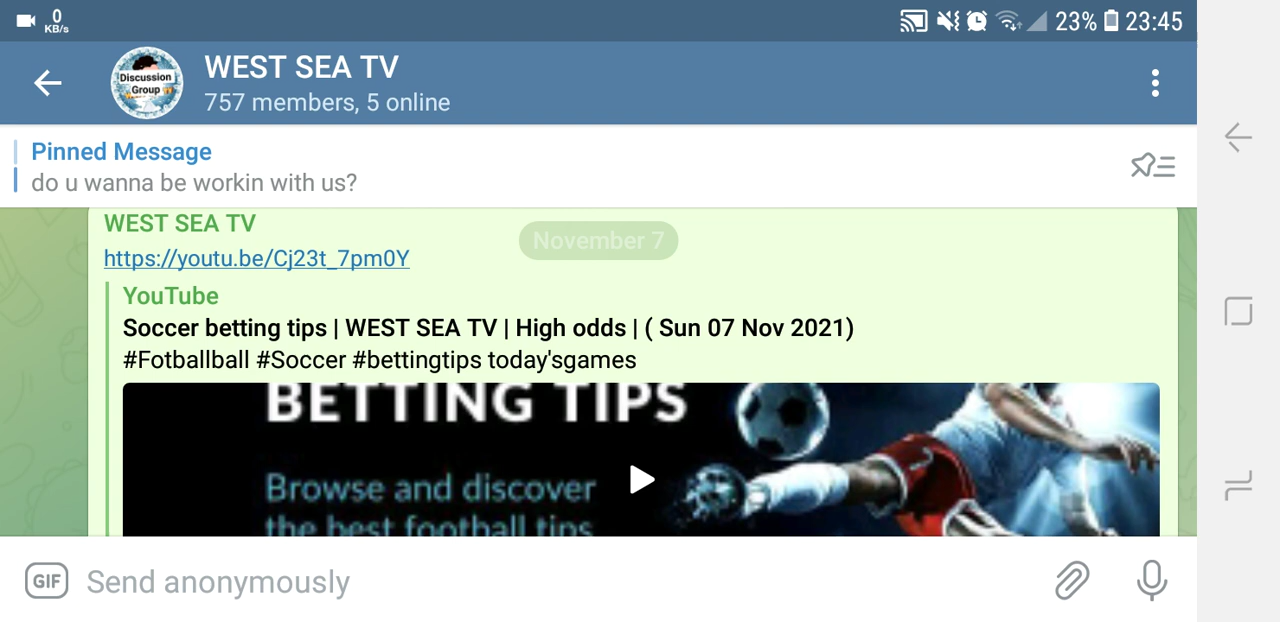 0
KB/s
23% 23:45
Discussion
Group
WEST SEA TV
757 members, 5 online
Pinned Message
do u wanna be workin with us?
WEST SEA TV
November 7
https://youtu.be/Cj23t_7pm0Y
YouTube
Soccer betting tips | WEST SEA TV | High odds | ( Sun 07 Nov 2021)
#Fotballball #Soccer #bettingtips today'sgames
BETTING TIPS
Browse and discover
the best football tips
GIF
Send anonymously